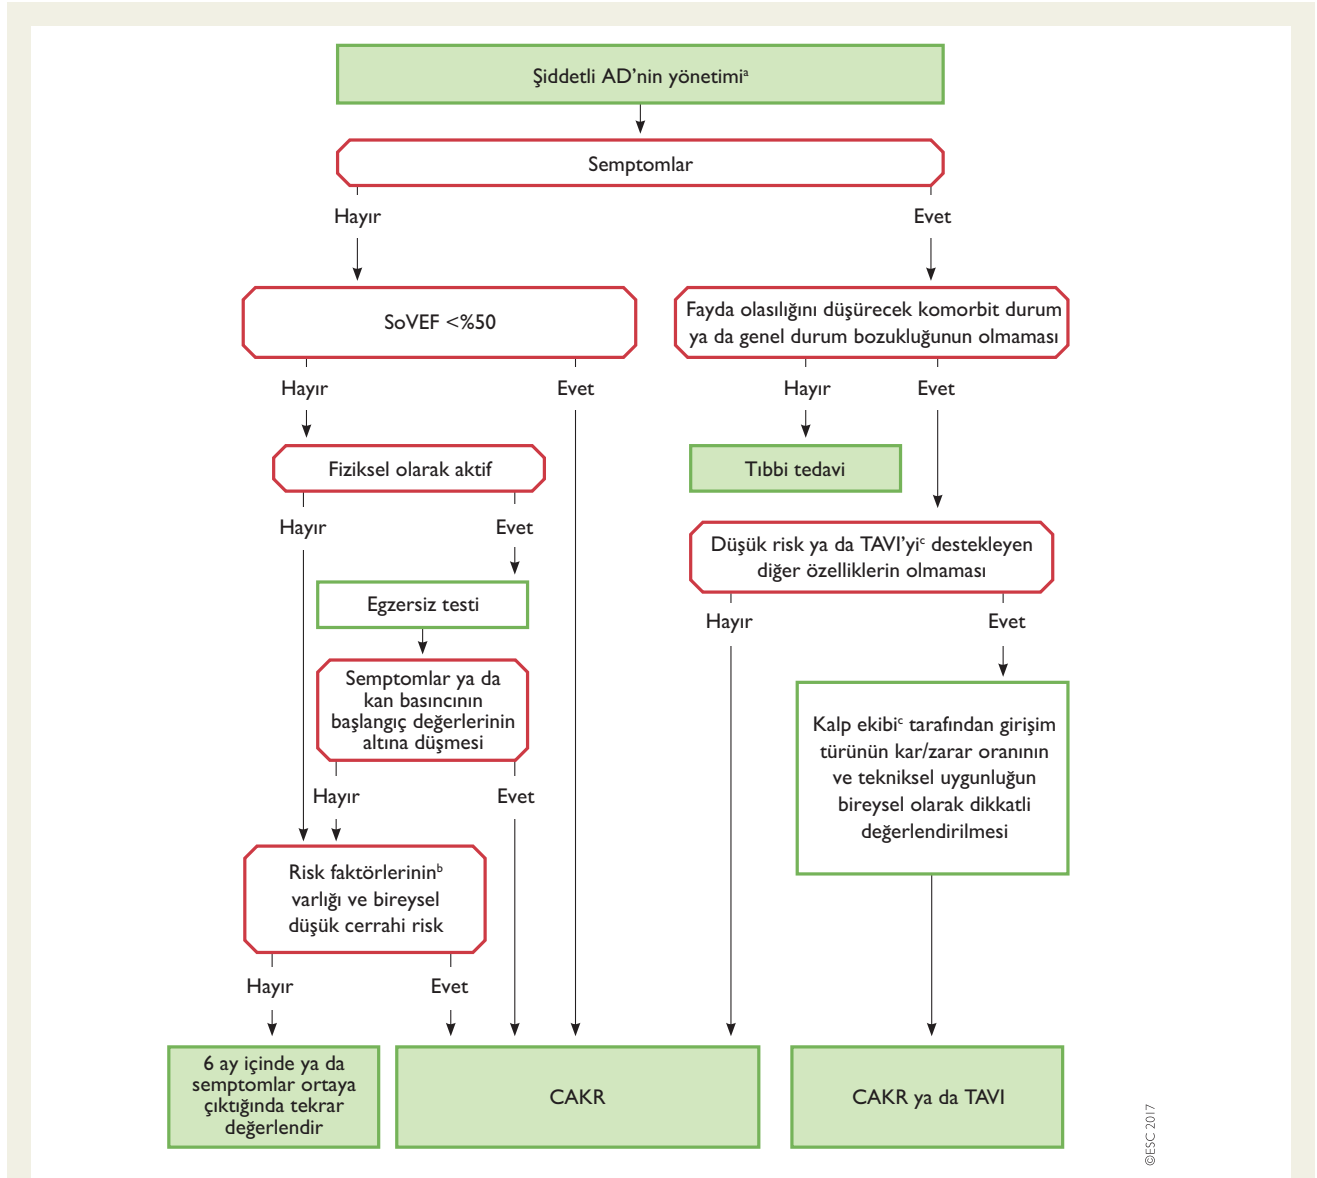 Şiddetli AD’nin yönetimiᵃ
Semptomlar
Hayır
Evet
SoVEF <%50
Fayda olasılığını düşürecek komorbit durum
ya da genel durum bozukluğunun olmaması
Hayır
Evet
Hayır
Evet
Fiziksel olarak aktif
Tıbbi tedavi
Hayır
Evet
Düşük risk ya da TAVI’yiᶜ destekleyen
diğer özelliklerin olmaması
Egzersiz testi
Hayır
Evet
Semptomlar ya da
kan basıncının
başlangıç değerlerinin
altına düşmesi
Kalp ekibiᶜ tarafından girişim
türünün kar/zarar oranının
ve tekniksel uygunluğun
bireysel olarak dikkatli
değerlendirilmesi
Hayır
Evet
Risk faktörlerininᵇ
varlığı ve bireysel
düşük cerrahi risk
Hayır
Evet
6 ay içinde ya da
semptomlar ortaya
çıktığında tekrar
değerlendir
CAKR
CAKR ya da TAVI
©ESC 2017